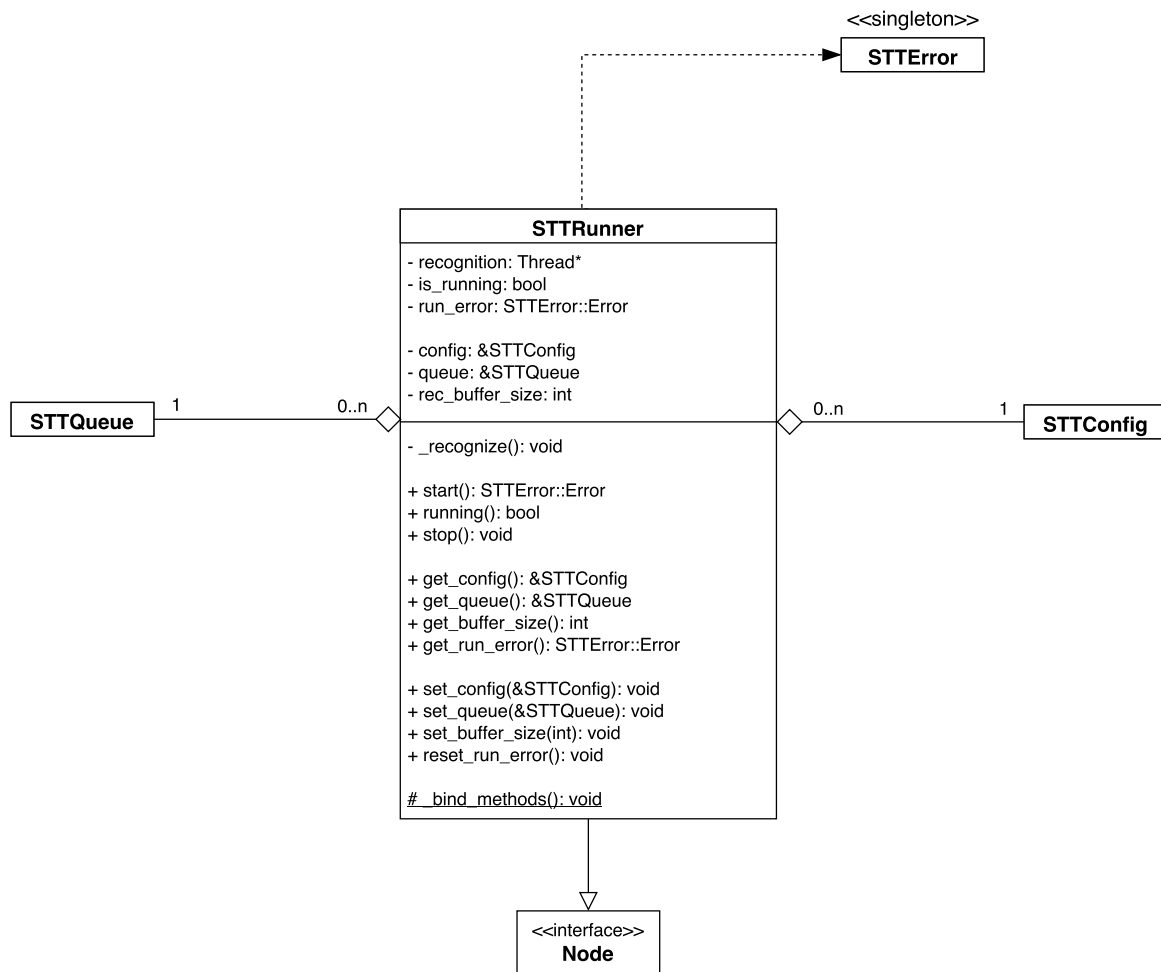 <<singleton>>
STTError
STTRunner
- recognition: Thread*
- is_running: bool
- run_error: STTError::Error
- config: &STTConfig
- queue: &STTQueue
- rec_buffer_size: int
1
0..n
STTQueue
0..n
1
STTConfig
- _recognize(): void
+ start(): STTError::Error
+ running(): bool
+ stop(): void
+ get_config(): &STTConfig
+ get_queue(): &STTQueue
+ get_buffer_size(): int
+ get_run_error(): STTError::Error
+ set_config(&STTConfig): void
+ set_queue(&STTQueue): void
+ set_buffer_size(int): void
+ reset_run_error(): void
# _bind_methods(): void
<<interface>>
Node